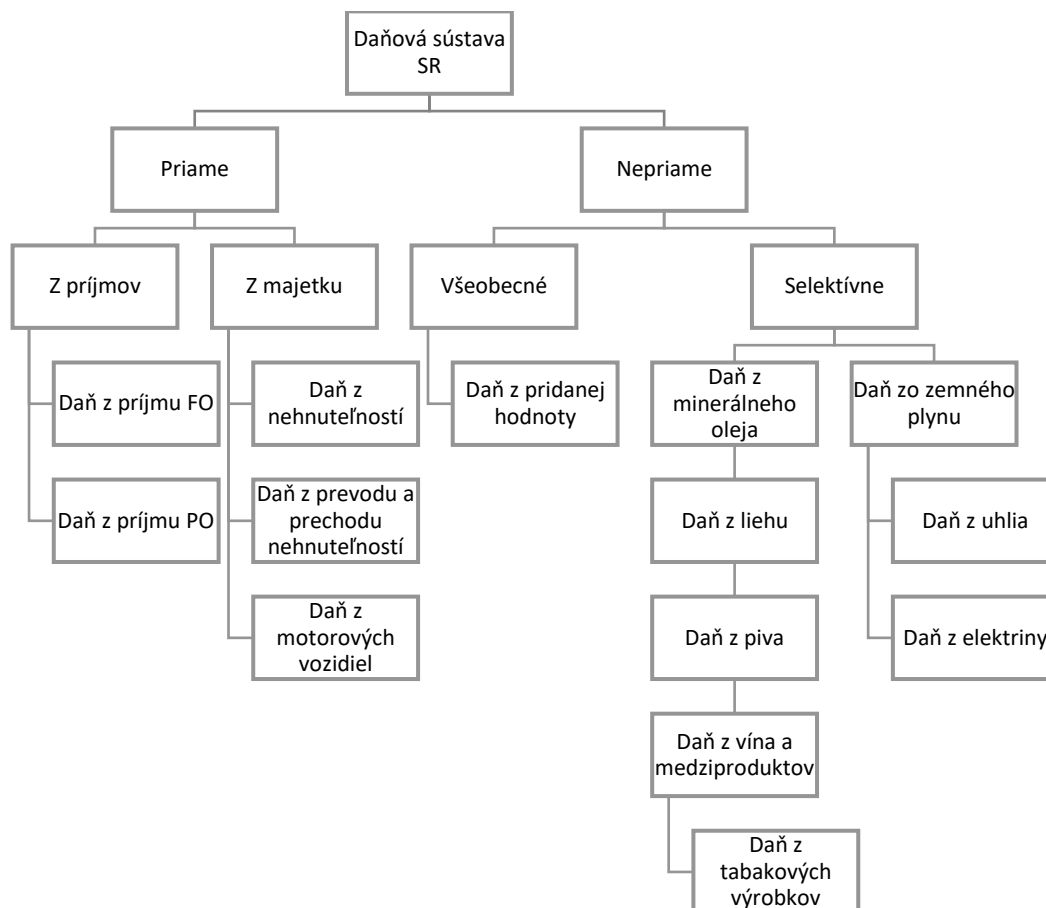 Daňová sústava
SR
Priame
Nepriame
Z príjmov
Z majetku
Všeobecné
Selektívne
Daň z príjmu FO
Daň z
nehnuteľností
Daň z pridanej
hodnoty
Daň z
minerálneho
oleja
Daň zo zemného
plynu
Daň z príjmu PO
Daň z prevodu a
prechodu
nehnuteľností
Daň z liehu
Daň z uhlia
Daň z
motorových
vozidiel
Daň z piva
Daň z elektriny
Daň z vína a
medziproduktov
Daň z
tabakových
výrobkov